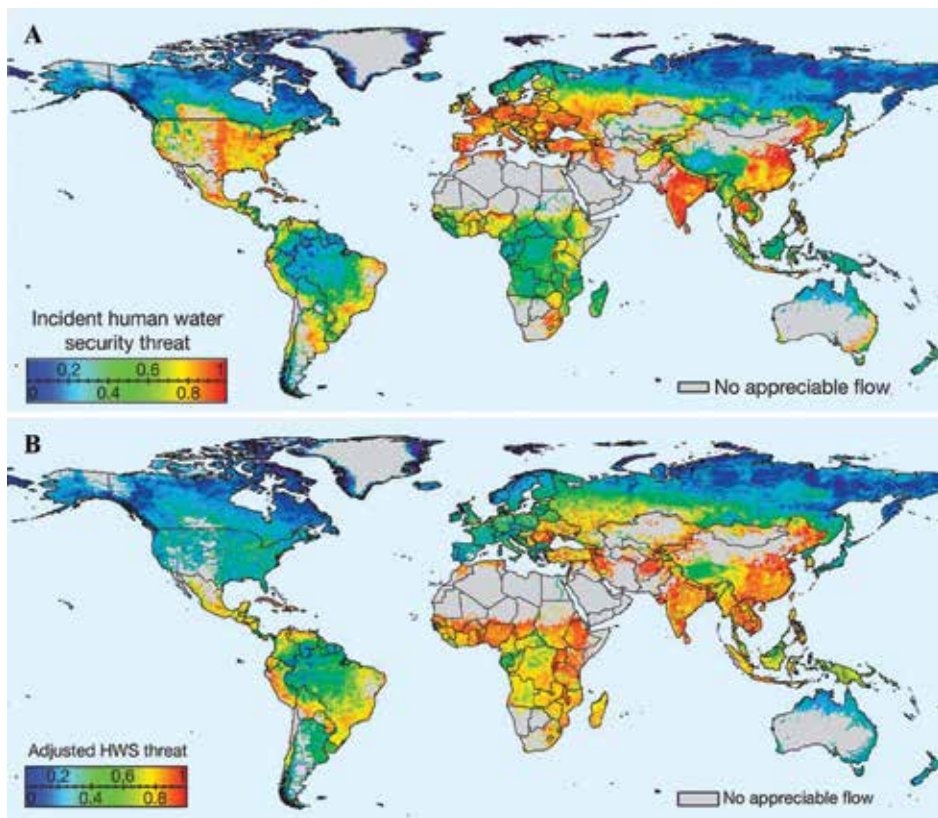 A
Incident human water
security threat
0.2 0.6 1
0 0.4 0.8
No appreciable flow
B
Adjusted HWS threat
0.2 0.6 1
0 0.4 0.8
No appreciable flow